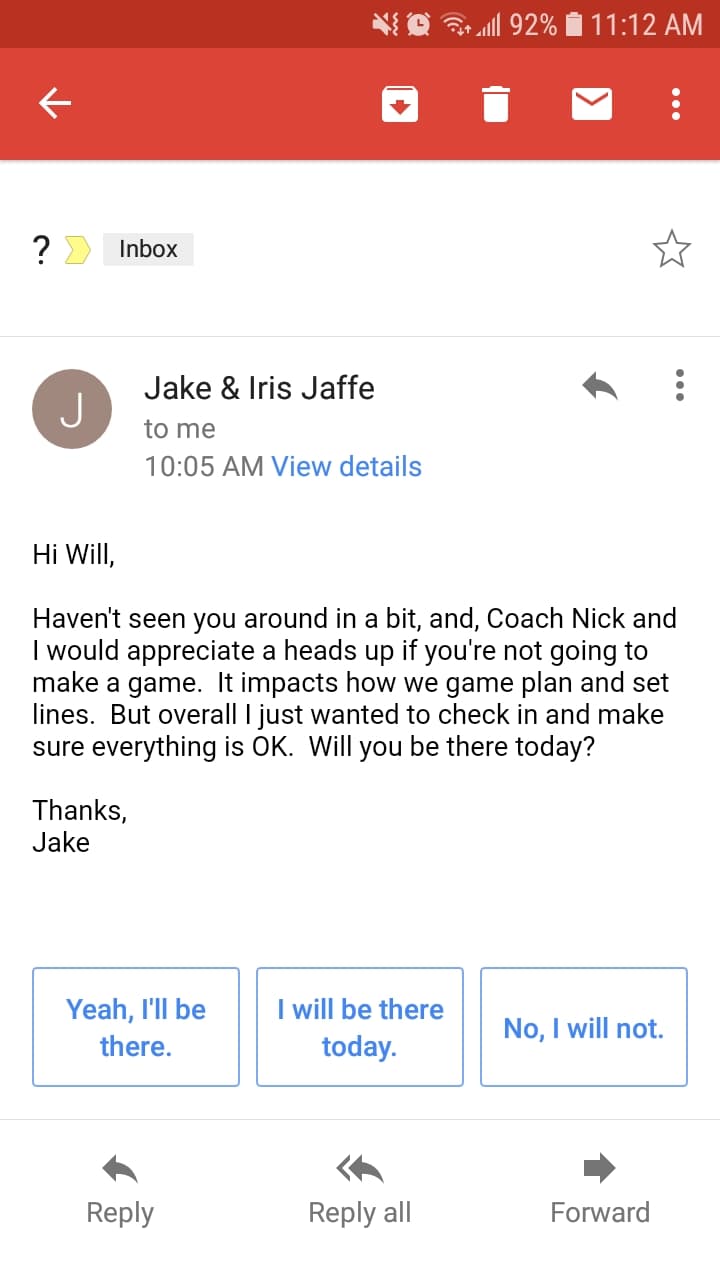 92% 11:12 AM
? Inbox
J
Jake & Iris Jaffe
to me
10:05 AM View details
Hi Will,
Haven't seen you around in a bit, and, Coach Nick and
I would appreciate a heads up if you're not going to
make a game.  It impacts how we game plan and set
lines.  But overall I just wanted to check in and make
sure everything is OK.  Will you be there today?
Thanks,
Jake
Yeah, I'll be
there.
I will be there
today.
No, I will not.
Reply
Reply all
Forward